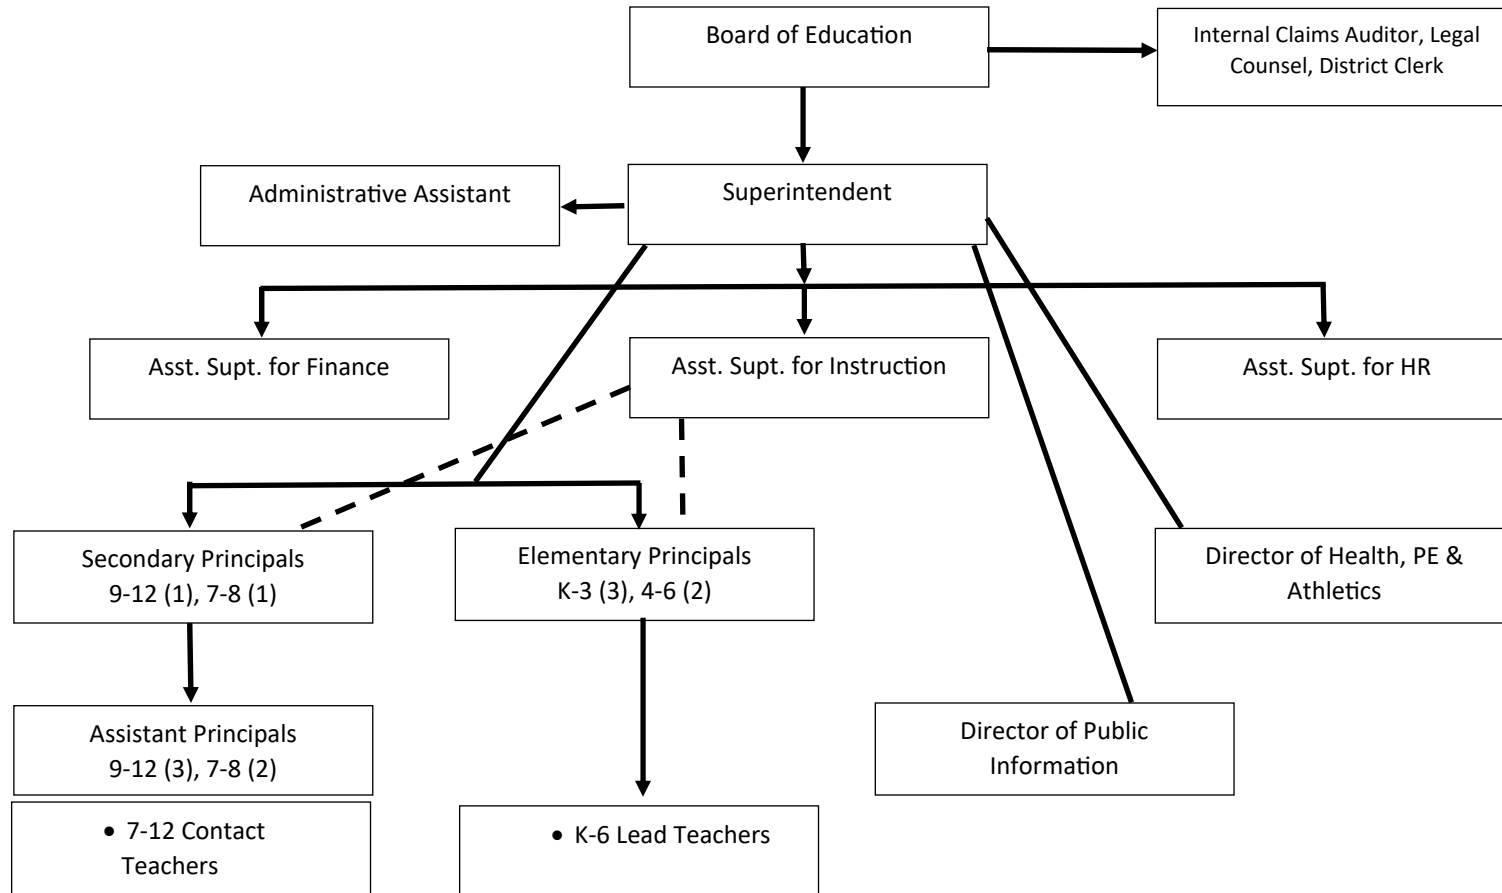 Board of Education
Internal Claims Auditor, Legal
Counsel, District Clerk
Administrative Assistant
Superintendent
Asst. Supt. for Finance
Asst. Supt. for Instruction
Asst. Supt. for HR
Secondary Principals
9-12 (1), 7-8 (1)
Elementary Principals
K-3 (3), 4-6 (2)
Director of Health, PE &
Athletics
Assistant Principals
9-12 (3), 7-8 (2)
Director of Public
Information
• 7-12 Contact
Teachers
• K-6 Lead Teachers